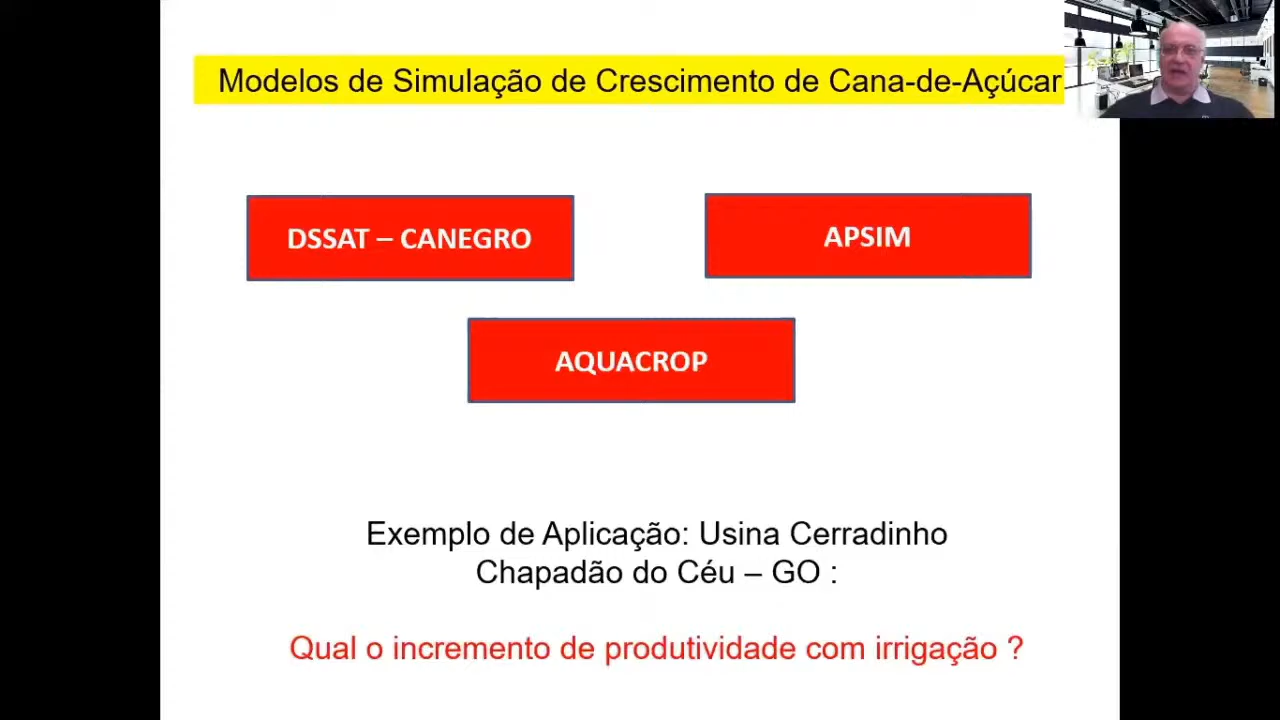 Modelos de Simulação de Crescimento de Cana-de-Açúcar
DSSAT – CANEGRO
APSIM
AQUACROP
Exemplo de Aplicação: Usina Cerradinho
Chapadão do Céu – GO :
Qual o incremento de produtividade com irrigação ?